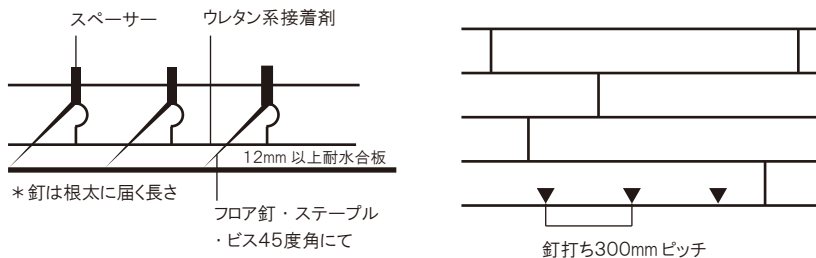 スペーサー
ウレタン系接着剤
12mm 以上耐水合板
＊釘は根太に届く長さ
フロア釘・ステープル
・ビス45度角にて
釘打ち300mm ピッチ